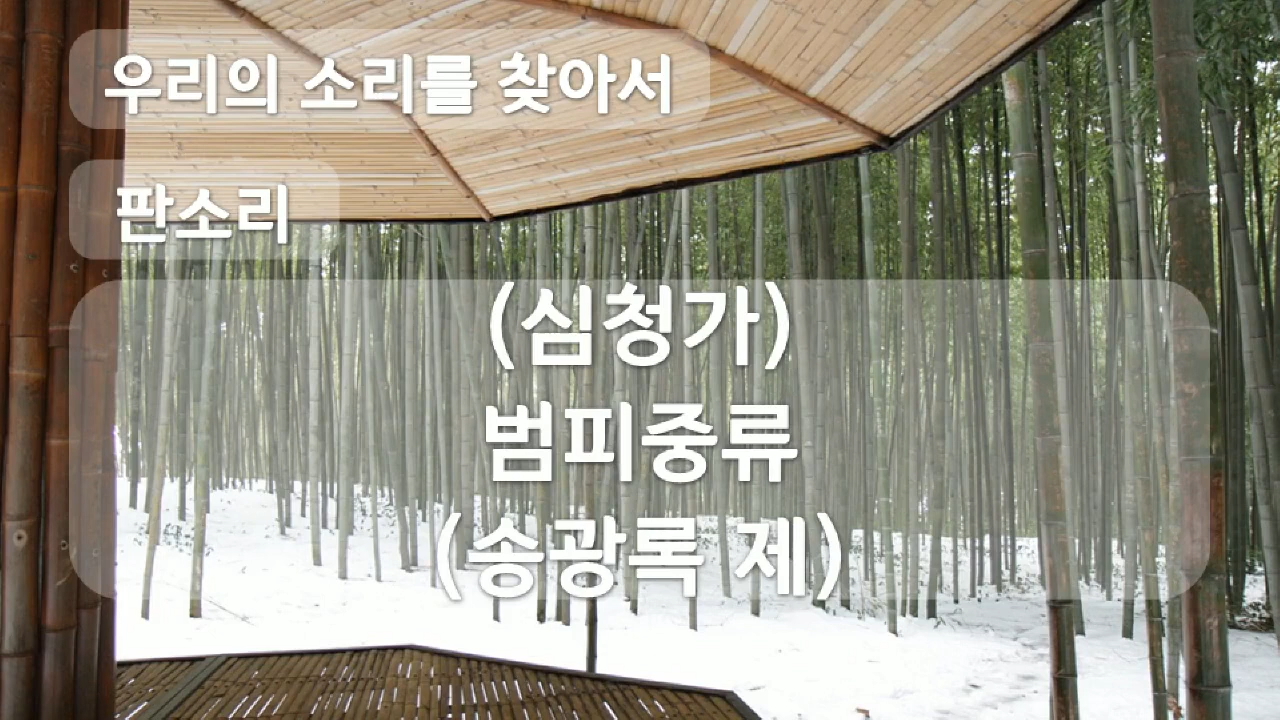 우리의 소리를 찾아서
판소리
(심청가)
범피중류
(송광록 제)